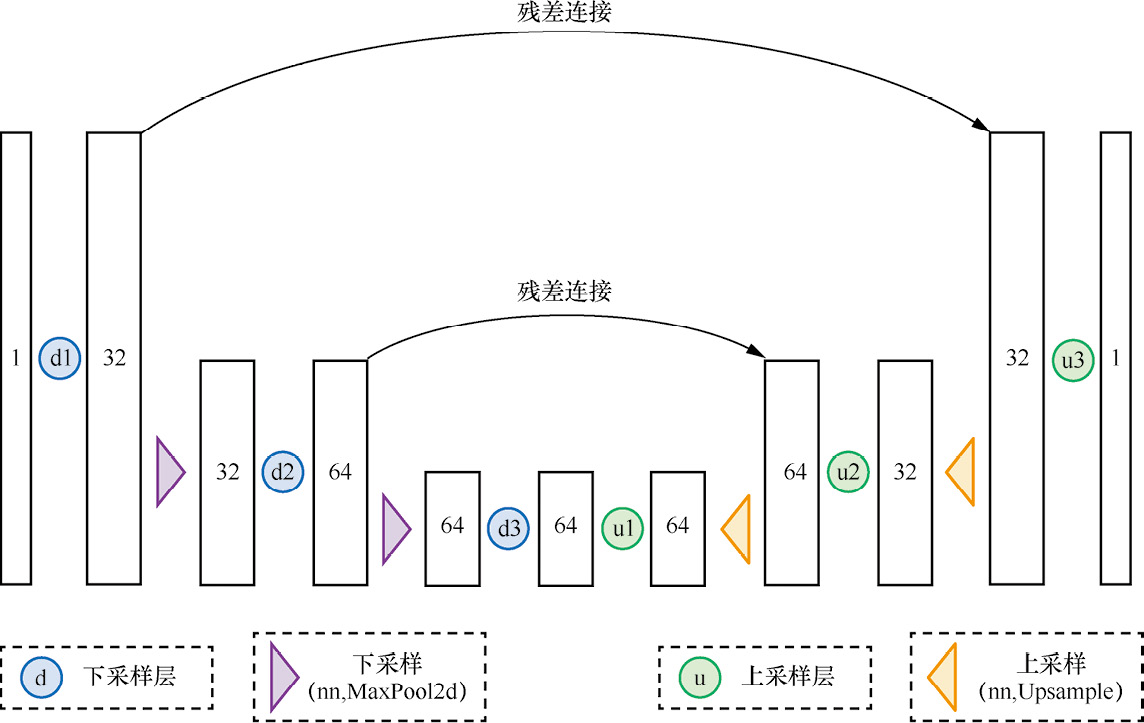 残差连接
残差连接
1
d1
32
32
d2
64
64
d3
64
u1
64
64
u2
32
32
u3
1
d
下采样层
下采样
(nn,MaxPool2d)
u
上采样层
上采样
(nn,Upsample)